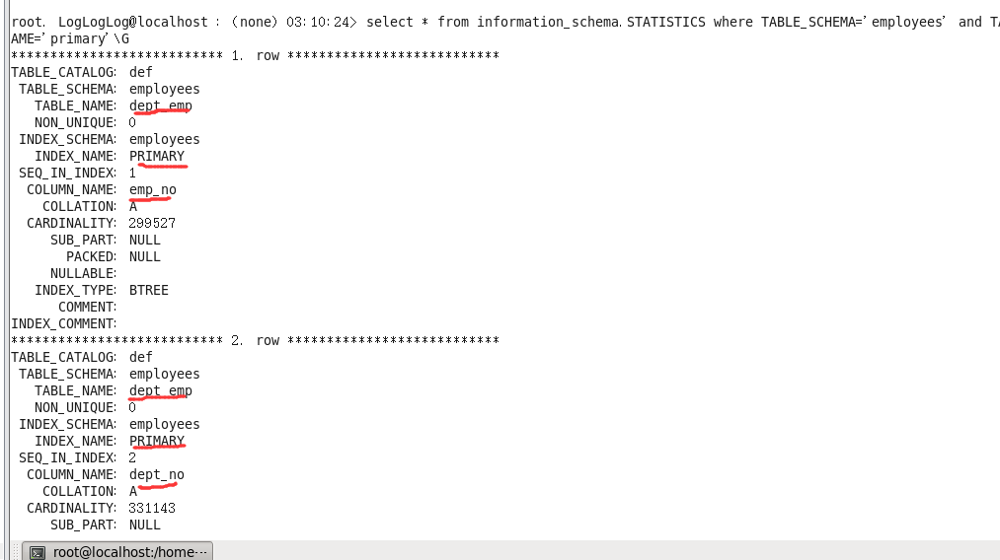 root. LogLogLog@localhost : (none) 03:10:24> select * from information_schema.STATISTICS where TABLE_SCHEMA='employees' and TA
AME='primary'\G
*************************** 1. row ***************************
TABLE_CATALOG: def
TABLE_SCHEMA: employees
TABLE_NAME: dept_emp
NON_UNIQUE: 0
INDEX_SCHEMA: employees
INDEX_NAME: PRIMARY
SEQ_IN_INDEX: 1
COLUMN_NAME: emp_no
COLLATION: A
CARDINALITY: 299527
SUB_PART: NULL
PACKED: NULL
NULLABLE:
INDEX_TYPE: BTREE
COMMENT:
INDEX_COMMENT:
*************************** 2. row ***************************
TABLE_CATALOG: def
TABLE_SCHEMA: employees
TABLE_NAME: dept_emp
NON_UNIQUE: 0
INDEX_SCHEMA: employees
INDEX_NAME: PRIMARY
SEQ_IN_INDEX: 2
COLUMN_NAME: dept_no
COLLATION: A
CARDINALITY: 331143
SUB_PART: NULL
root@localhost:/home…